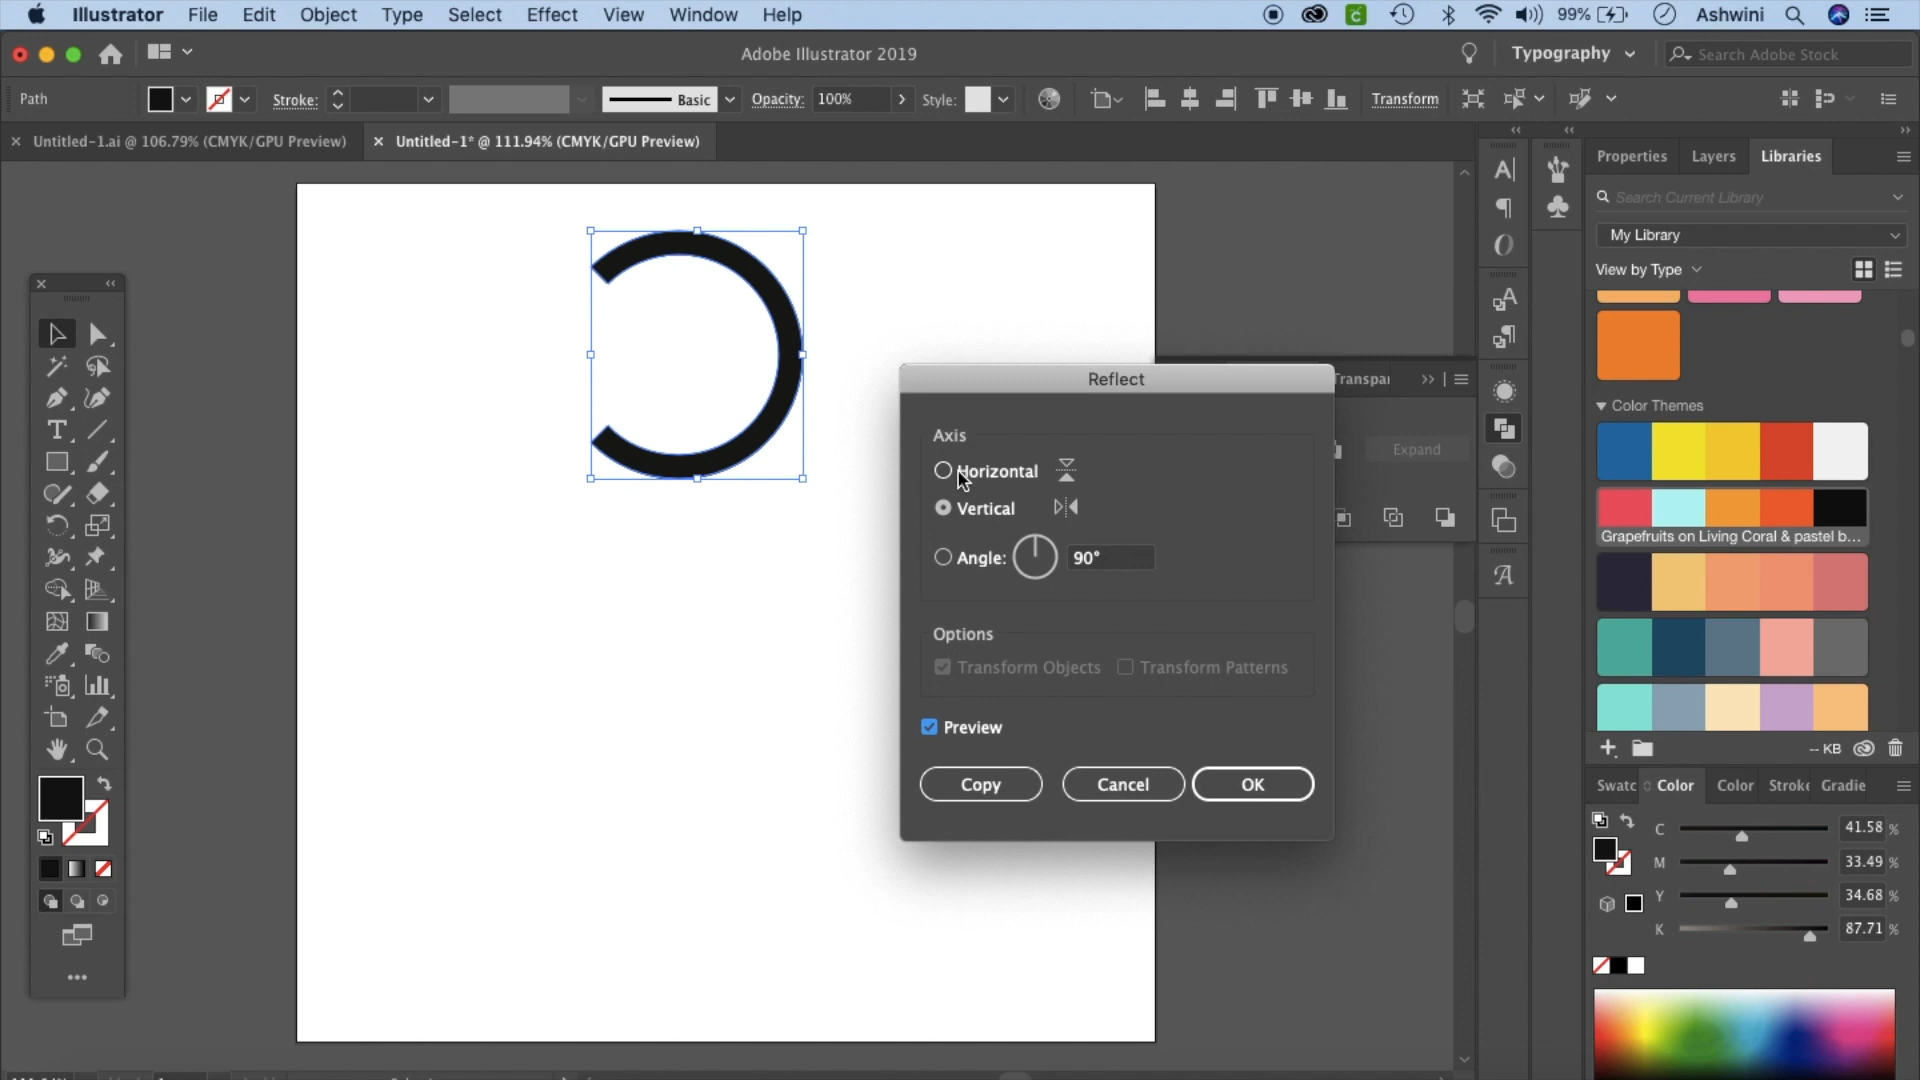 Illustrator File Edit Object Type Select Effect View Window Help 99% Ashwini
Adobe Illustrator 2019 Typography Search Adobe Stock
Path Stroke: Basic Opacity: 100% Style: Transform
Untitled-1.ai @ 106.79% (CMYK/GPU Preview) Untitled-1* @ 111.94% (CMYK/GPU Preview)
Properties Layers Libraries
Search Current Library
My Library
View by Type
Reflect
Transpar
Color Themes
Axis
Horizontal
Expand
Vertical
Grapefruits on Living Coral & pastel b...
Angle: 90°
Options
Transform Objects Transform Patterns
Preview
-- KB
Copy Cancel OK
Swatc Color Color Stroke Gradie
C 41.58 %
M 33.49 %
Y 34.68 %
K 87.71 %